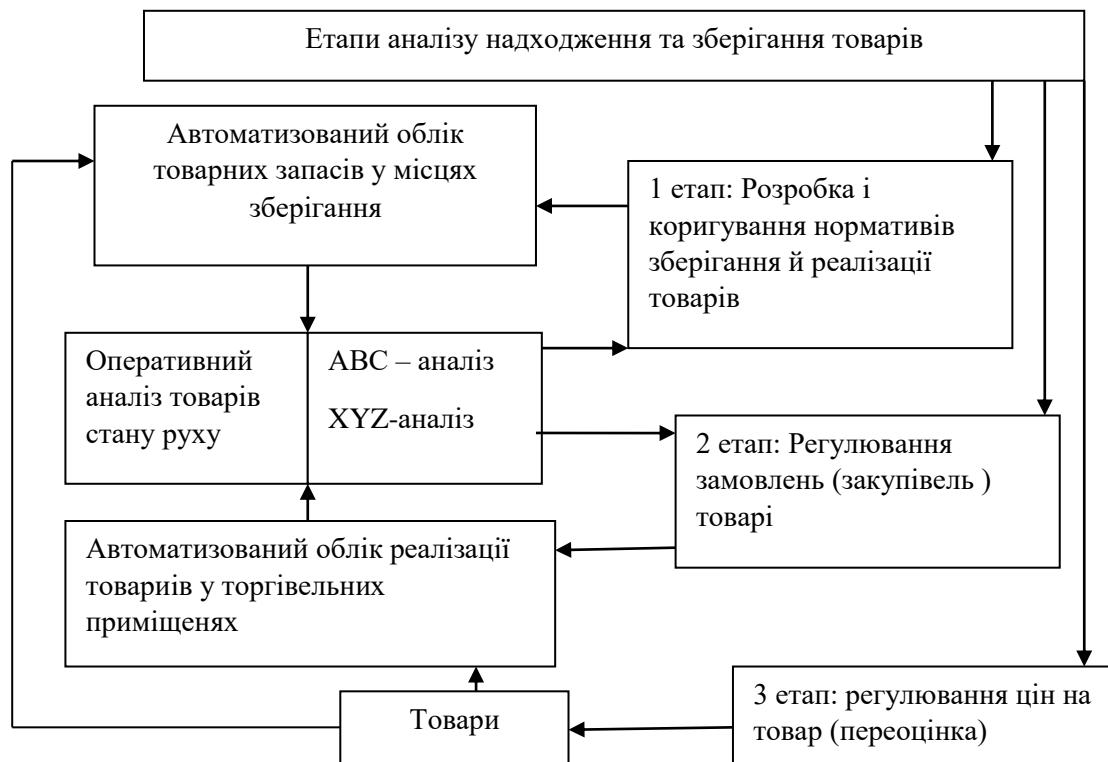 Етапи аналізу надходження та зберігання товарів
Автоматизований облік
товарних запасів у місцях
зберігання
1 етап: Розробка і
коригування нормативів
зберігання й реалізації
товарів
Оперативний
аналіз товарів
стану руху
АВС – аналіз
XYZ-аналіз
2 етап: Регулювання
замовлень (закупівель )
товарі
Автоматизований облік реалізації
товариів у торгівельних
приміщенях
Товари
3 етап: регулювання цін на
товар (переоцінка)